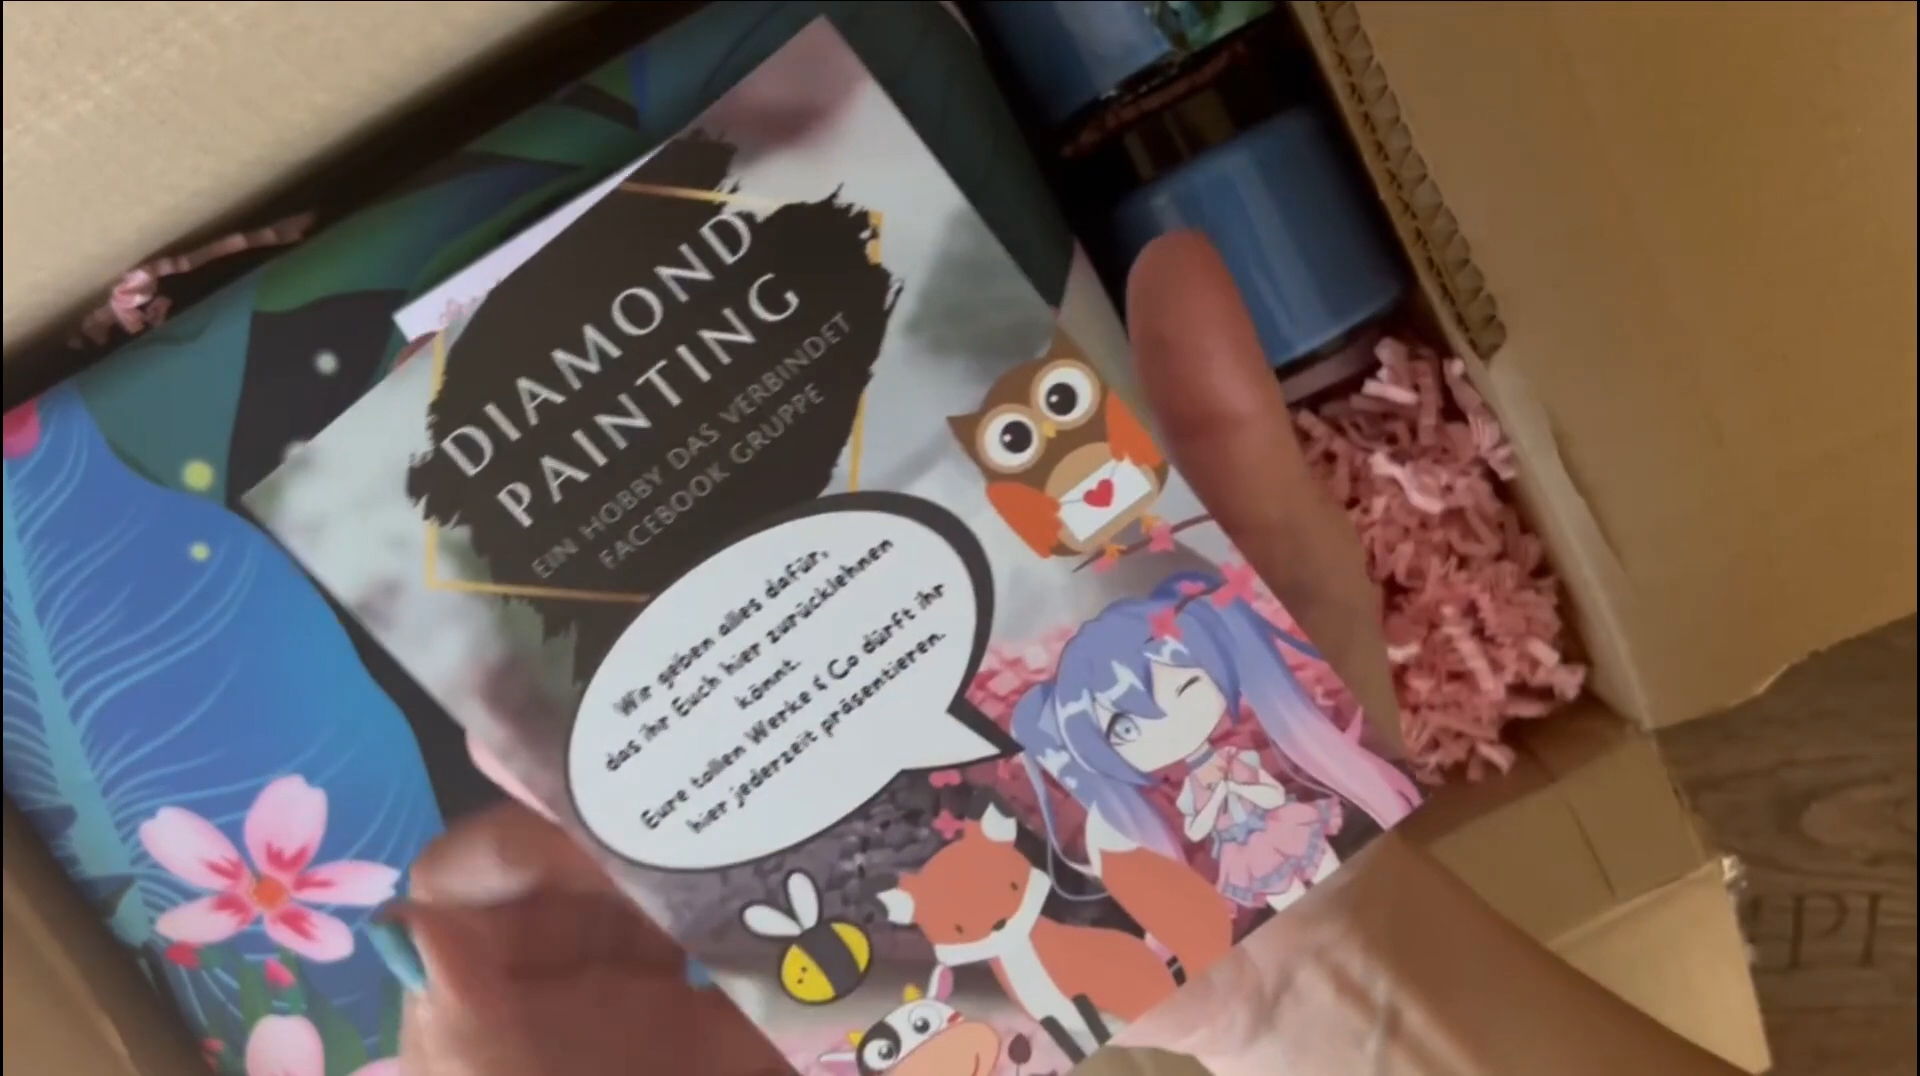 DIAMOND
PAINTING
EIN HOBBY DAS VERBINDET
FACEBOOK GRUPPE
Wir geben alles dafür,
das ihr Euch hier zurücklehnen
könnt.
Eure tollen Werke & Co dürft ihr
hier jederzeit präsentieren.